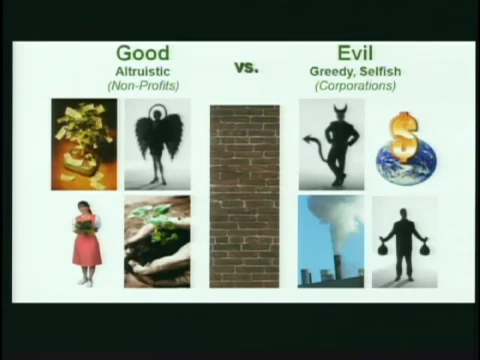 Good
Altruistic
(Non-Profits)
vs.
Evil
Greedy, Selfish
(Corporations)
$